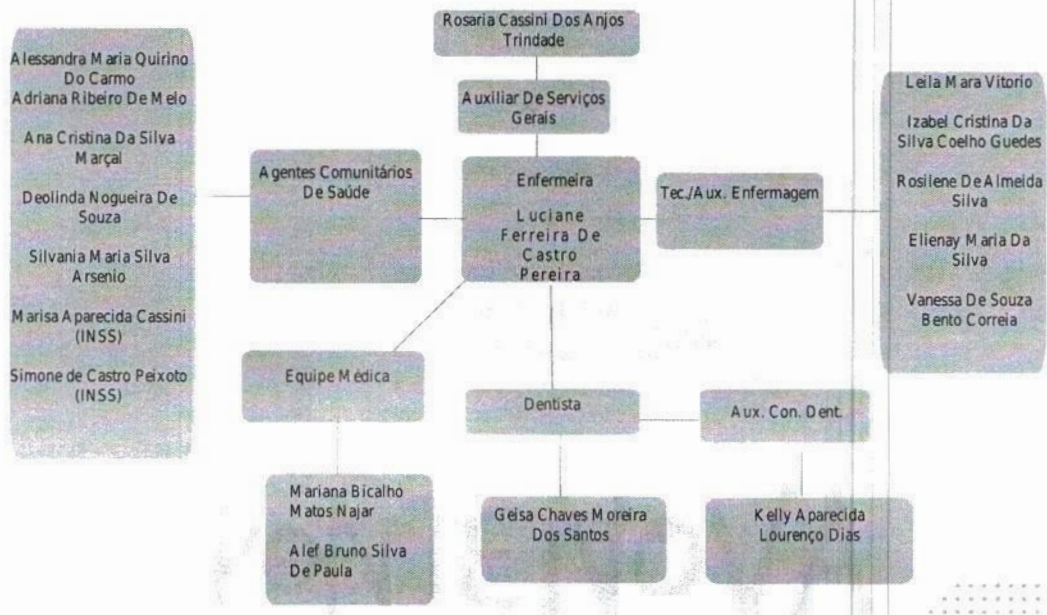 Rosaria Cassini Dos Anjos
Trindade
Auxiliar De Serviços
Gerais
Alessandra Maria Quirino
Do Carmo
Adriana Ribeiro De Melo
Ana Cristina Da Silva
Marçal
Deolinda Nogueira De
Souza
Silvania Maria Silva
Arsenio
Marisa Aparecida Cassini
(INSS)
Simone de Castro Peixoto
(INSS)
Agentes Comunitários
De Saúde
Enfermeira
Luciane
Ferreira De
Castro
Pereira
Tec./Aux. Enfermagem
Leila Mara Vitorio
Izabel Cristina Da
Silva Coelho Guedes
Rosilene De Almeida
Silva
Elienay Maria Da
Silva
Vanessa De Souza
Bento Correia
Equipe Médica
Dentista
Aux. Con. Dent.
Mariana Bicalho
Matos Najar
Alef Bruno Silva
De Paula
Geisa Chaves Moreira
Dos Santos
Kelly Aparecida
Lourenço Dias